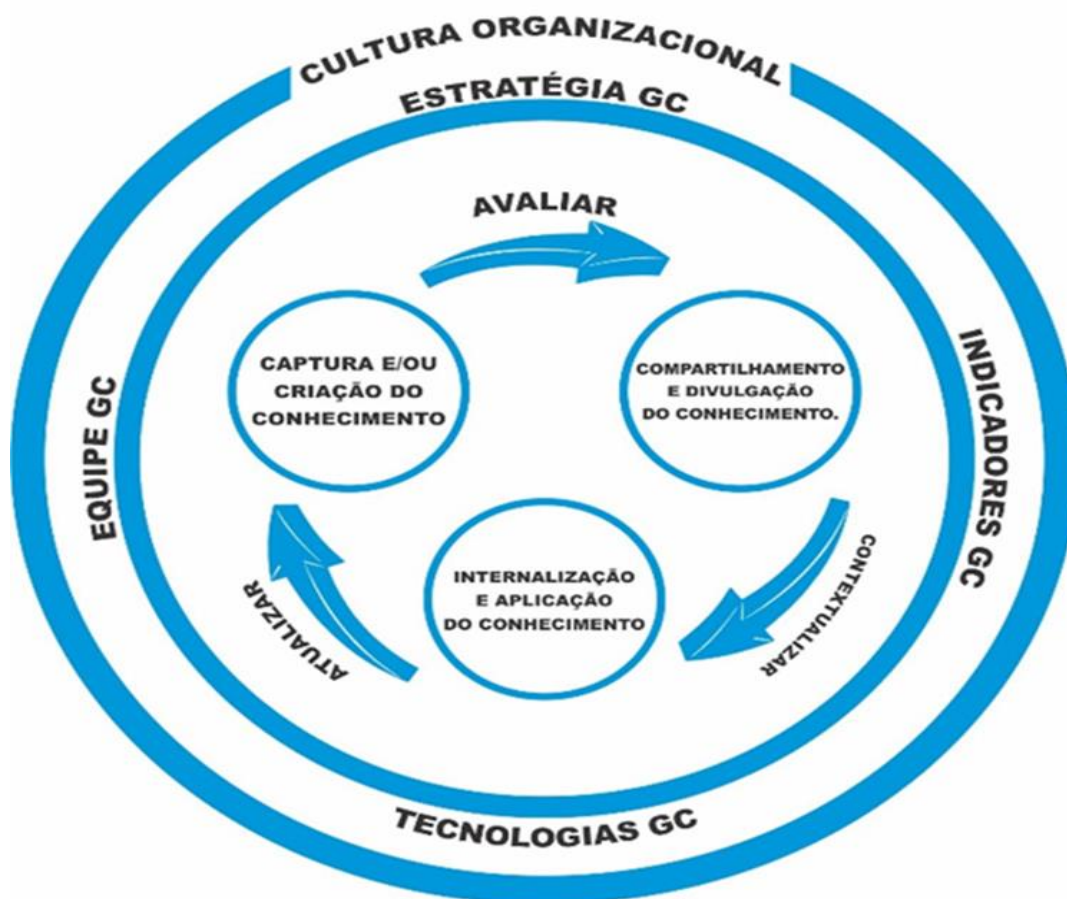 CULTURA ORGANIZACIONAL
ESTRATÉGIA GC
AVALIAR
CAPTURA E/OU
CRIAÇÃO DO
CONHECIMENTO
COMPARTILHAMENTO
E DIVULGAÇÃO
DO CONHECIMENTO.
EQUIPE GC
INDICADORES GC
INTERNALIZAÇÃO
E APLICAÇÃO
DO CONHECIMENTO
ATUALIZAR
CONTEXTUALIZAR
TECNOLOGIAS GC